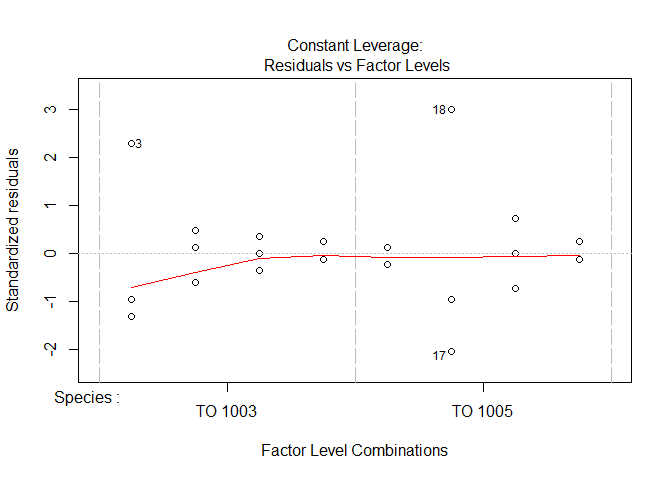 Constant Leverage:
Residuals vs Factor Levels
Standardized residuals
3
2
1
0
-1
-2
3
18
17
Species :
TO 1003
TO 1005
Factor Level Combinations